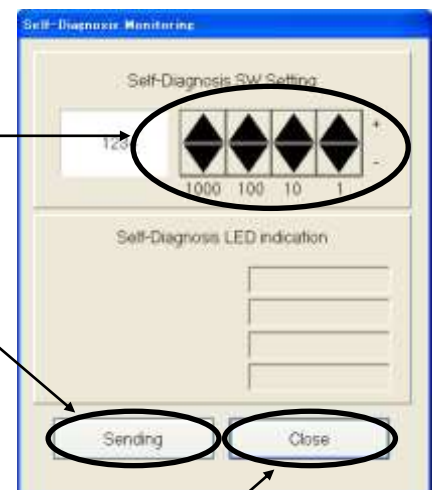 Self-Diagnosis Monitoring
Self-Diagnosis SW Setting
+
-
1000 100 10 1
Self-Diagnosis LED indication
Sending Close